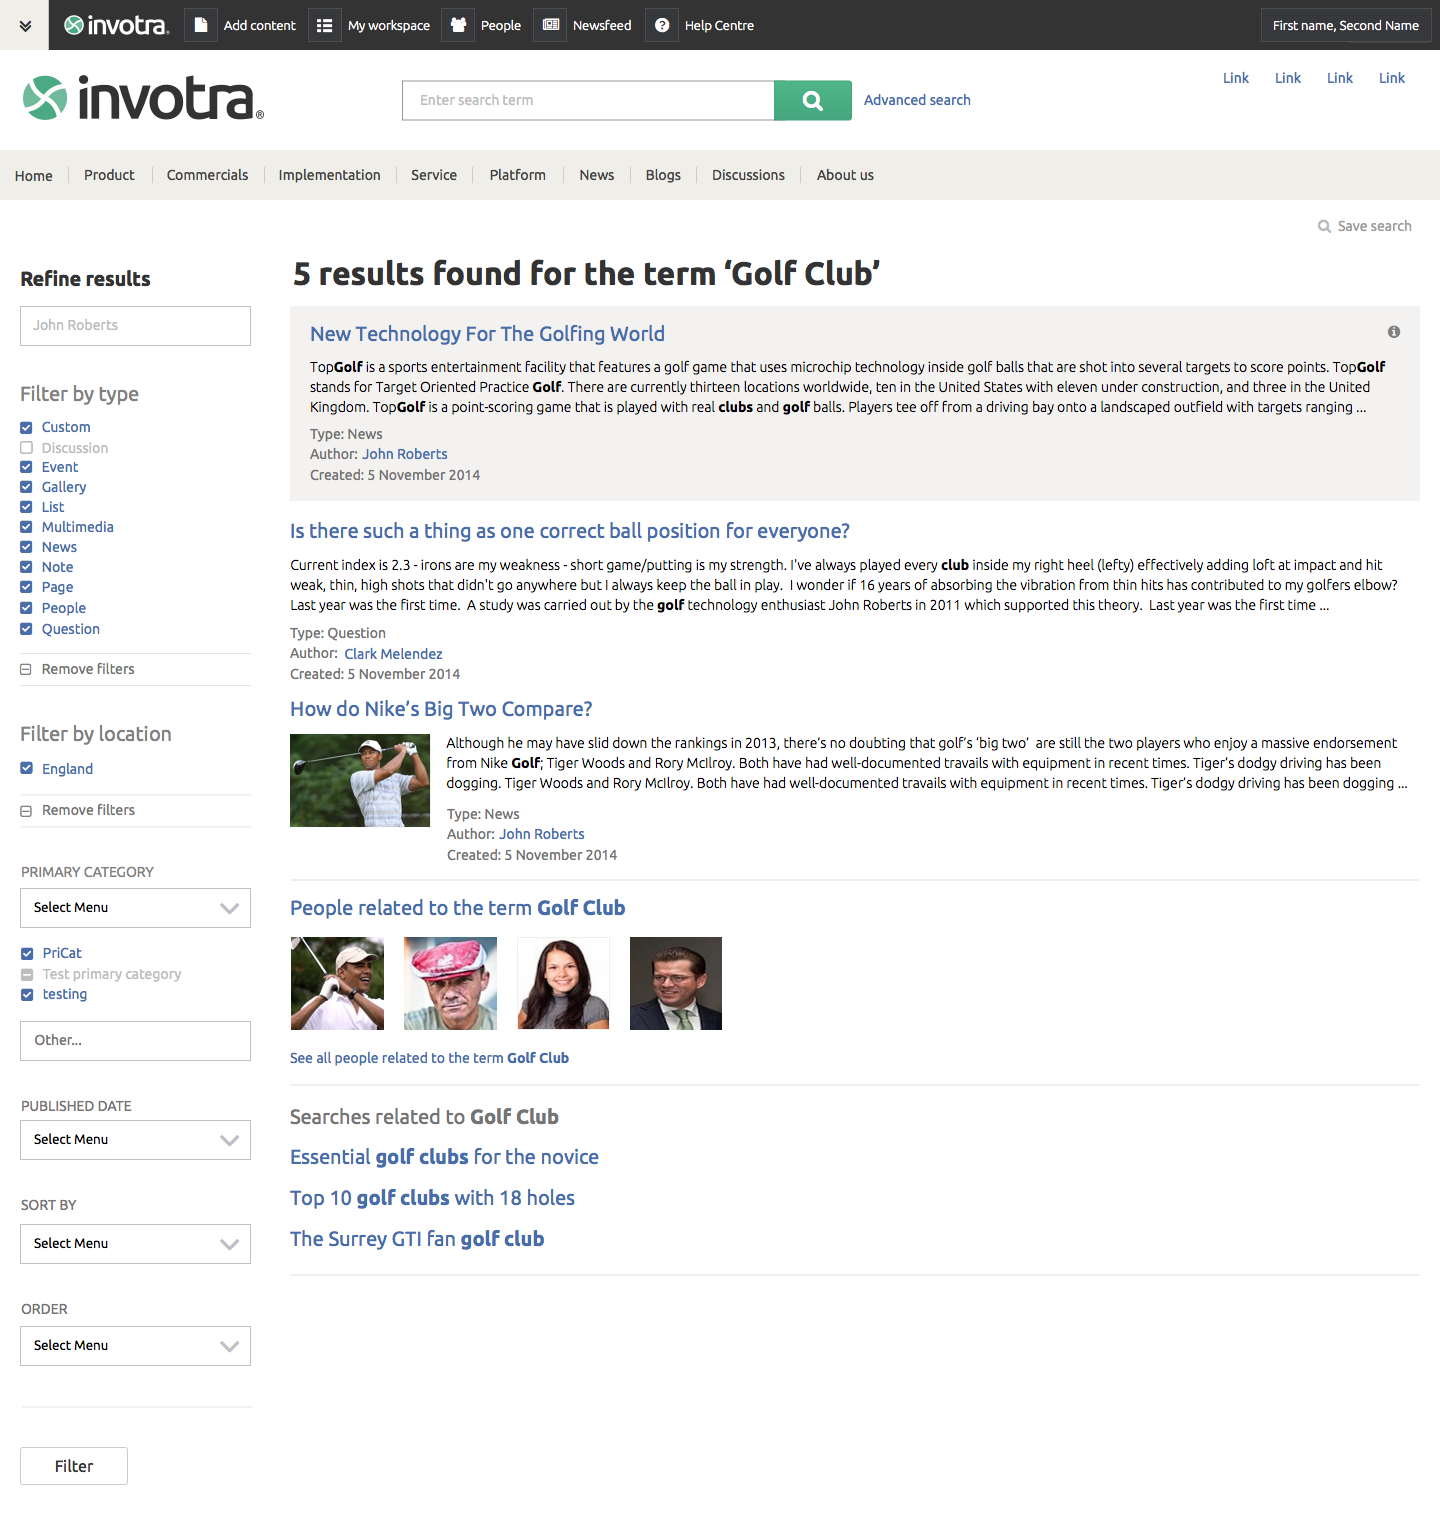 invotra. Add content My workspace People Newsfeed Help Centre First name, Second Name
invotra® Enter search term Advanced search Link Link Link Link
Home Product Commercials Implementation Service Platform News Blogs Discussions About us
Save search
Refine results
John Roberts
Filter by type
Custom
Discussion
Event
Gallery
List
Multimedia
News
Note
Page
People
Question
Remove filters
Filter by location
England
Remove filters
PRIMARY CATEGORY
Select Menu
PriCat
Test primary category
testing
Other...
PUBLISHED DATE
Select Menu
SORT BY
Select Menu
ORDER
Select Menu
Filter
5 results found for the term ‘Golf Club’
New Technology For The Golfing World
TopGolf is a sports entertainment facility that features a golf game that uses microchip technology inside golf balls that are shot into several targets to score points. TopGolf
stands for Target Oriented Practice Golf. There are currently thirteen locations worldwide, ten in the United States with eleven under construction, and three in the United
Kingdom. TopGolf is a point-scoring game that is played with real clubs and golf balls. Players tee off from a driving bay onto a landscaped outfield with targets ranging ...
Type: News
Author: John Roberts
Created: 5 November 2014
Is there such a thing as one correct ball position for everyone?
Current index is 2.3 - irons are my weakness - short game/putting is my strength. I've always played every club inside my right heel (lefty) effectively adding loft at impact and hit
weak, thin, high shots that didn't go anywhere but I always keep the ball in play. I wonder if 16 years of absorbing the vibration from thin hits has contributed to my golfers elbow?
Last year was the first time. A study was carried out by the golf technology enthusiast John Roberts in 2011 which supported this theory. Last year was the first time ...
Type: Question
Author: Clark Melendez
Created: 5 November 2014
How do Nike’s Big Two Compare?
Although he may have slid down the rankings in 2013, there’s no doubting that golf’s ‘big two’ are still the two players who enjoy a massive endorsement
from Nike Golf; Tiger Woods and Rory McIlroy. Both have had well-documented travails with equipment in recent times. Tiger’s dodgy driving has been
dogging. Tiger Woods and Rory McIlroy. Both have had well-documented travails with equipment in recent times. Tiger’s dodgy driving has been dogging ...
Type: News
Author: John Roberts
Created: 5 November 2014
People related to the term Golf Club
See all people related to the term Golf Club
Searches related to Golf Club
Essential golf clubs for the novice
Top 10 golf clubs with 18 holes
The Surrey GTI fan golf club